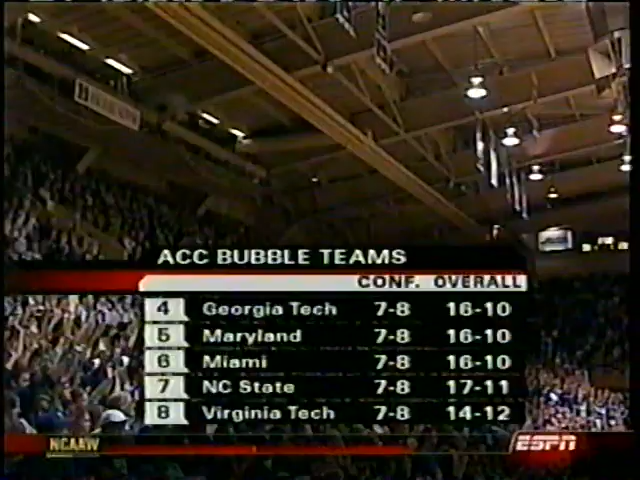 ACC BUBBLE TEAMS
CONF. OVERALL
4 Georgia Tech 7-8 16-10
5 Maryland 7-8 16-10
6 Miami 7-8 16-10
7 NC State 7-8 17-11
8 Virginia Tech 7-8 14-12
NCAAW
ESPN